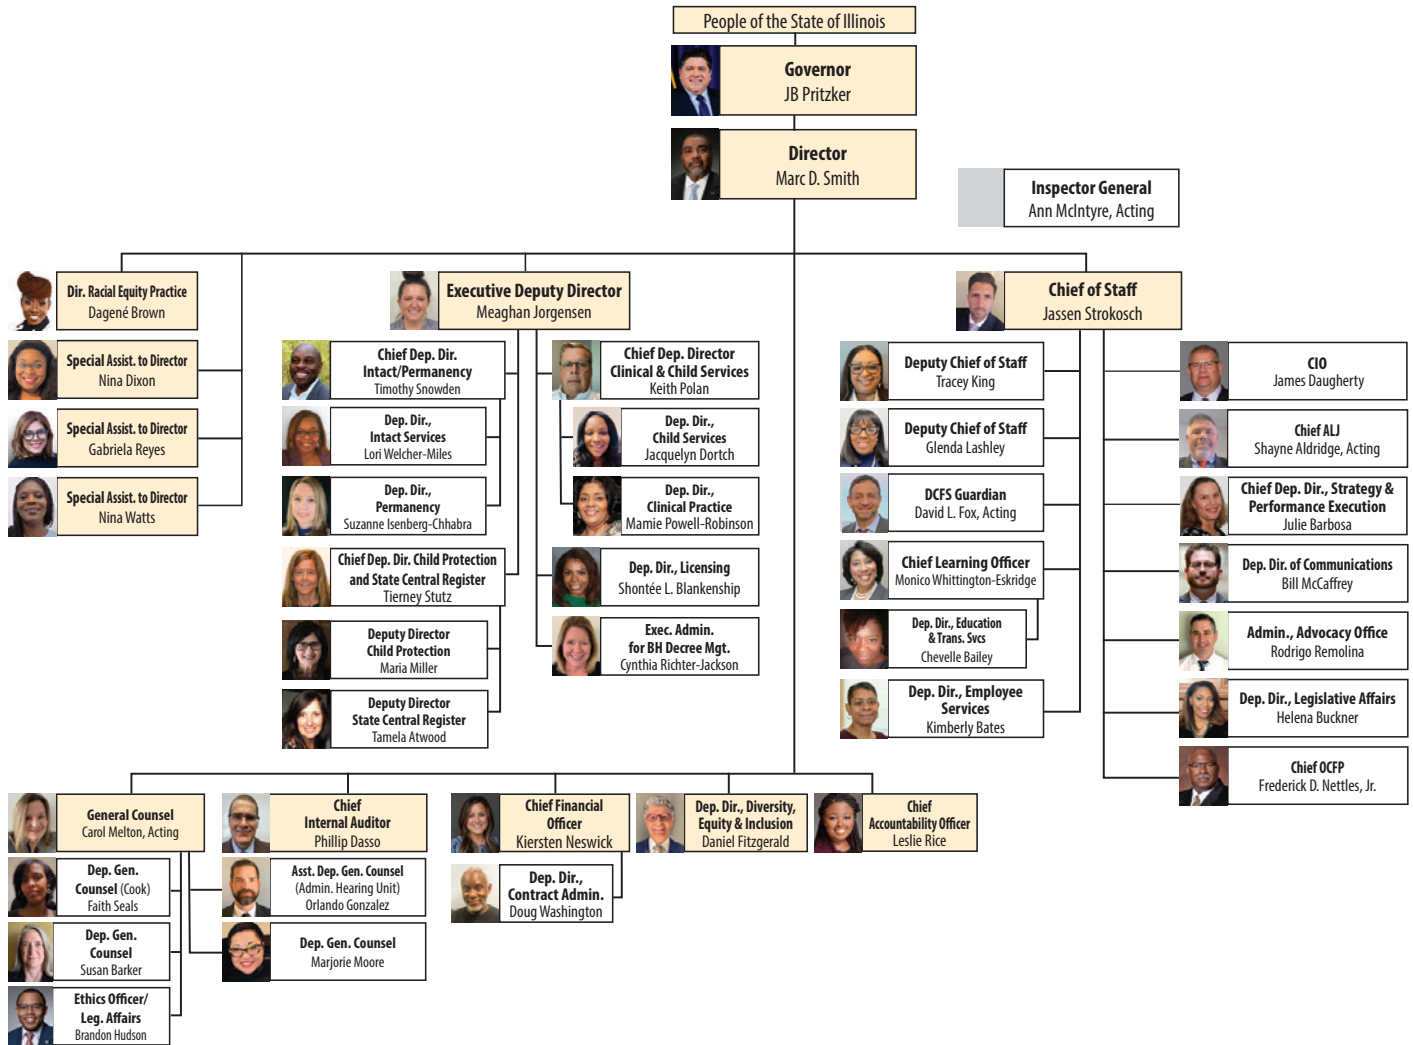 People of the State of Illinois
Governor
JB Pritzker
Director
Marc D. Smith
Inspector General
Ann McIntyre, Acting
Dir. Racial Equity Practice
Dagené Brown
Special Assist. to Director
Nina Dixon
Special Assist. to Director
Gabriela Reyes
Special Assist. to Director
Nina Watts
Executive Deputy Director
Meaghan Jorgensen
Chief Dep. Dir.
Intact/Permanency
Timothy Snowden
Dep. Dir.,
Intact Services
Lori Welcher-Miles
Dep. Dir.,
Permanency
Suzanne Isenberg-Chhabra
Chief Dep. Dir. Child Protection
and State Central Register
Tierney Stutz
Deputy Director
Child Protection
Maria Miller
Deputy Director
State Central Register
Tamela Atwood
Chief Dep. Director
Clinical & Child Services
Keith Polan
Dep. Dir.,
Child Services
Jacquelyn Dortch
Dep. Dir.,
Clinical Practice
Mamie Powell-Robinson
Dep. Dir., Licensing
Shontée L. Blankenship
Exec. Admin.
for BH Decree Mgt.
Cynthia Richter-Jackson
Chief of Staff
Jassen Strokosch
Deputy Chief of Staff
Tracey King
Deputy Chief of Staff
Glenda Lashley
DCFS Guardian
David L. Fox, Acting
Chief Learning Officer
Monico Whittington-Eskridge
Dep. Dir., Education
& Trans. Svcs
Chevelle Bailey
Dep. Dir., Employee
Services
Kimberly Bates
CIO
James Daugherty
Chief ALJ
Shayne Aldridge, Acting
Chief Dep. Dir., Strategy &
Performance Execution
Julie Barbosa
Dep. Dir. of Communications
Bill McCaffrey
Admin., Advocacy Office
Rodrigo Remolina
Dep. Dir., Legislative Affairs
Helena Buckner
Chief OCFP
Frederick D. Nettles, Jr.
General Counsel
Carol Melton, Acting
Dep. Gen.
Counsel (Cook)
Faith Seals
Dep. Gen.
Counsel
Susan Barker
Ethics Officer/
Leg. Affairs
Brandon Hudson
Chief
Internal Auditor
Phillip Dasso
Asst. Dep. Gen. Counsel
(Admin. Hearing Unit)
Orlando Gonzalez
Dep. Gen. Counsel
Marjorie Moore
Chief Financial
Officer
Kiersten Neswick
Dep. Dir.,
Contract Admin.
Doug Washington
Dep. Dir., Diversity,
Equity & Inclusion
Daniel Fitzgerald
Chief
Accountability Officer
Leslie Rice